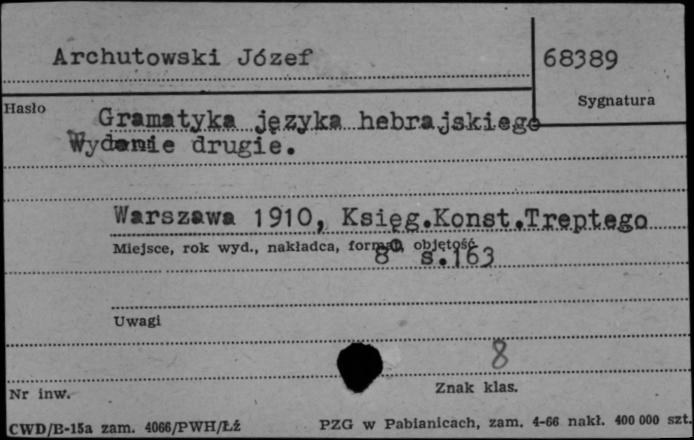 Archutowski Józef
68389
Sygnatura
Hasło
Gramatyka języka hebrajskiego
Wydanie drugie.
Warszawa 1910, Księg.Konst.Treptego
Miejsce, rok wyd., nakładca, format, objętość
8° s.163
Uwagi
8
Nr inw.
Znak klas.
CWD/B-15a zam. 4066/PWH/Łź
PZG w Pabianicach, zam. 4-66 nakł. 400 000 szt.